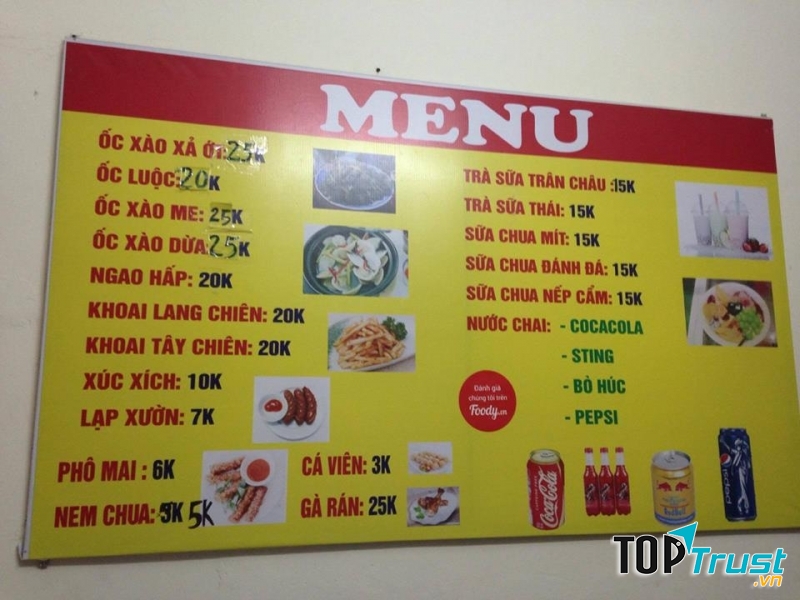 MENU
ỐC XÀO XẢ ỚT: 25K
ỐC LUỘC: 20K
ỐC XÀO ME: 25K
ỐC XÀO DỪA: 25K
NGAO HẤP: 20K
KHOAI LANG CHIÊN: 20K
KHOAI TÂY CHIÊN: 20K
XÚC XÍCH: 10K
LẠP XƯỜN: 7K
PHÔ MAI : 6K
NEM CHUA: 5K
CÁ VIÊN: 3K
GÀ RÁN: 25K
TRÀ SỮA TRÂN CHÂU :15K
TRÀ SỮA THÁI: 15K
SỮA CHUA MÍT: 15K
SỮA CHUA ĐÁNH ĐÁ: 15K
SỮA CHUA NẾP CẨM: 15K
NƯỚC CHAI: - COCACOLA
- STING
- BÒ HÚC
- PEPSI
Đánh giá
chúng tôi trên
Foody.vn
Coca-Cola
pepsi
TOPTrust.vn